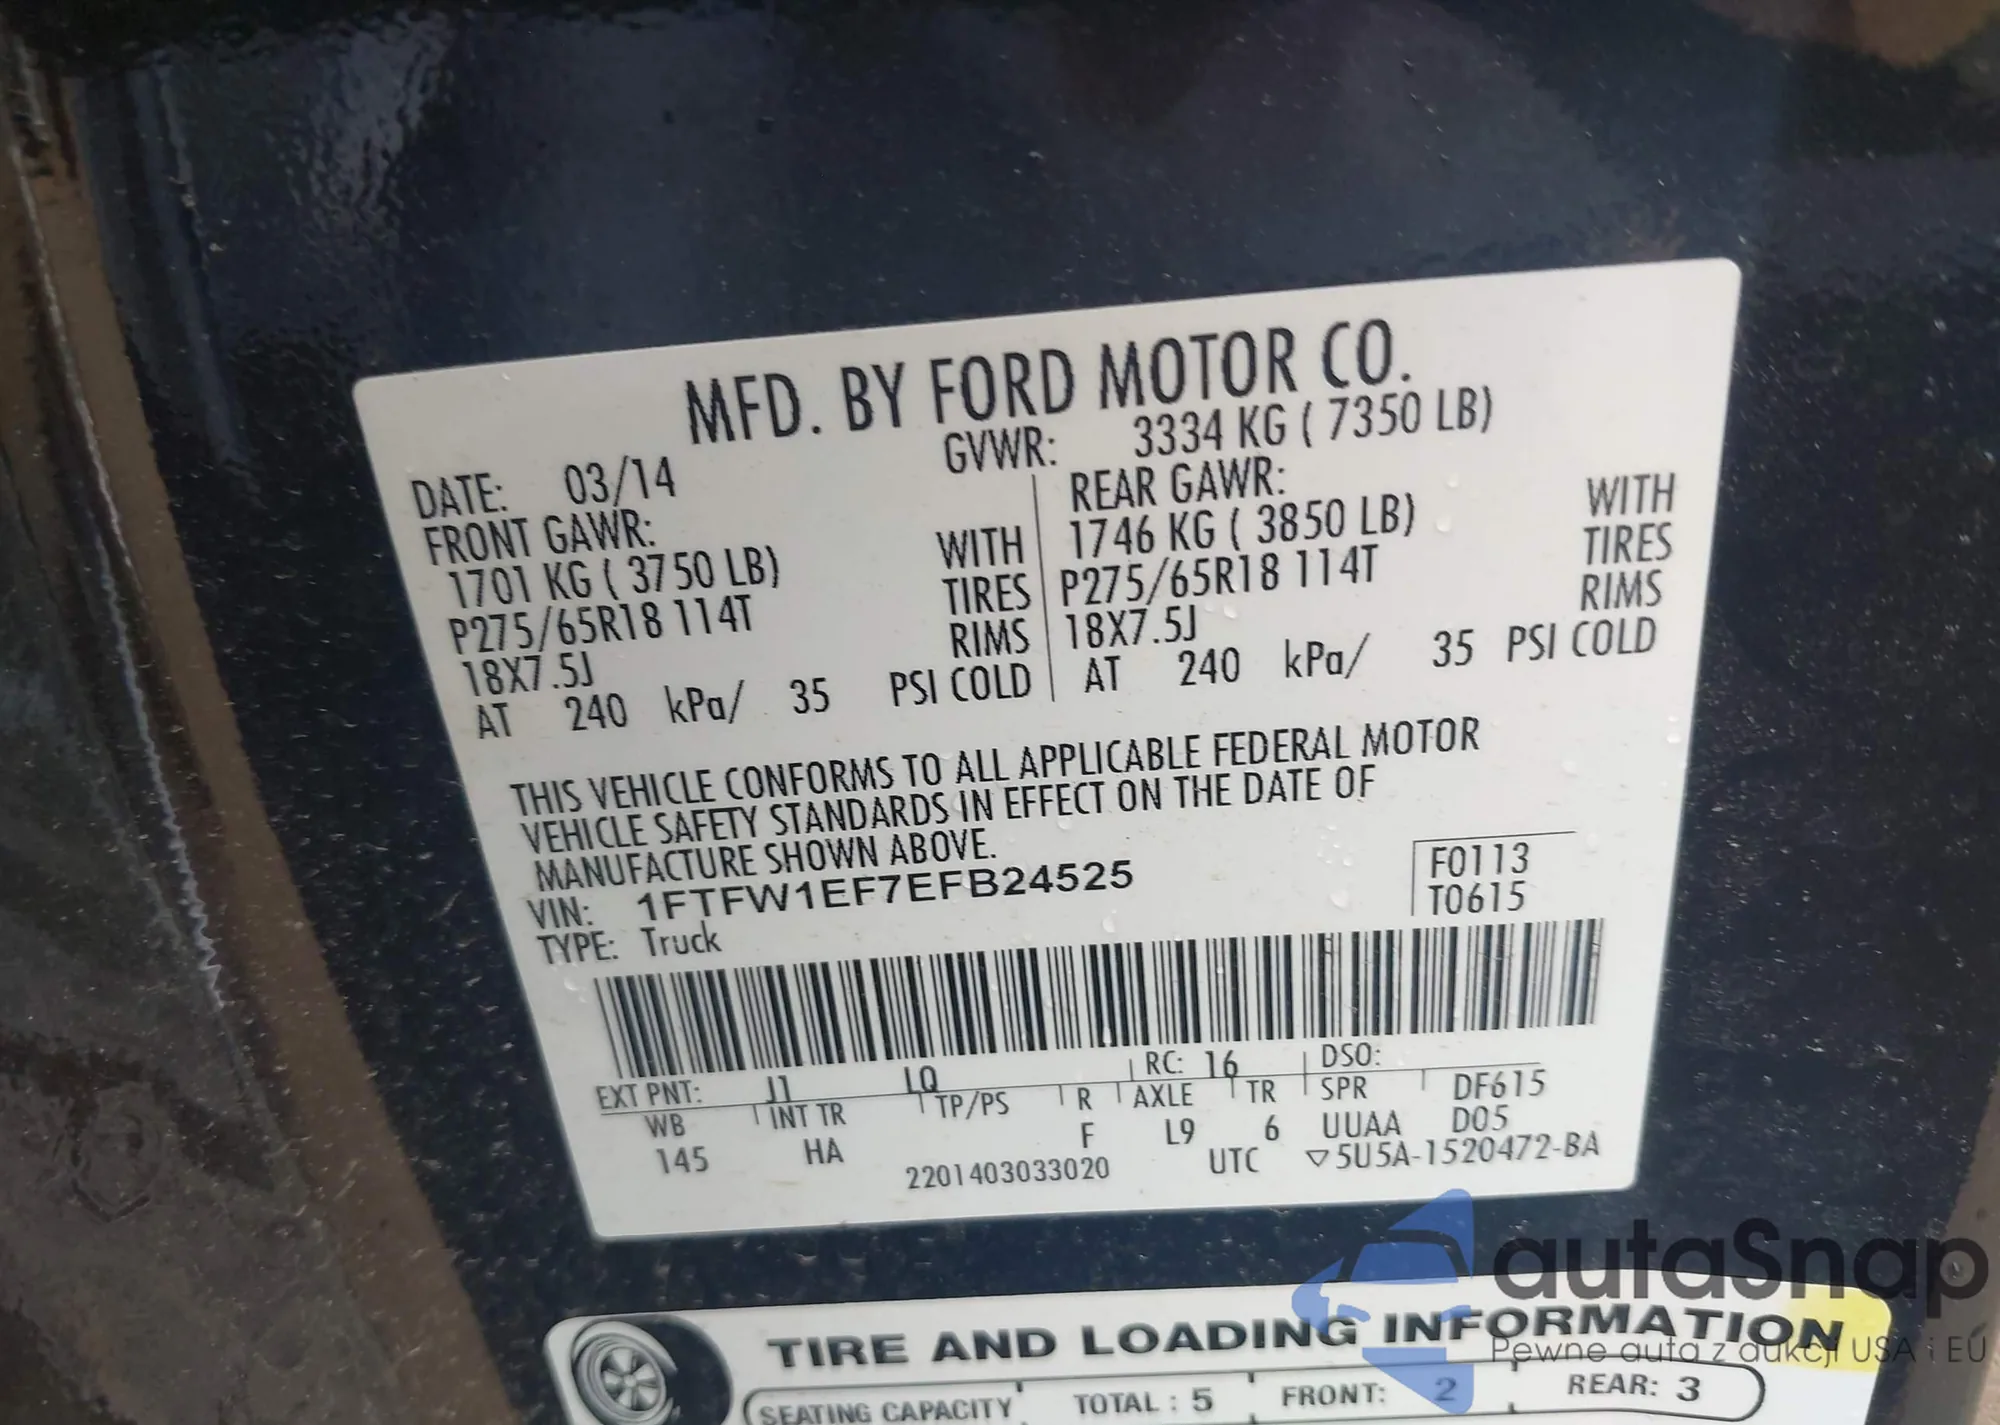 MFD. BY FORD MOTOR CO.
DATE: 03/14 GVWR: 3334 KG ( 7350 LB)
FRONT GAWR: REAR GAWR:
1701 KG ( 3750 LB) WITH 1746 KG ( 3850 LB) WITH
P275/65R18 114T TIRES P275/65R18 114T TIRES
18X7.5J RIMS 18X7.5J RIMS
AT 240 kPa/ 35 PSI COLD AT 240 kPa/ 35 PSI COLD
THIS VEHICLE CONFORMS TO ALL APPLICABLE FEDERAL MOTOR
VEHICLE SAFETY STANDARDS IN EFFECT ON THE DATE OF
MANUFACTURE SHOWN ABOVE.
VIN: 1FTFW1EF7EFB24525 F0113
TYPE: Truck T0615
EXT PNT: J1 LQ RC: 16 DSO:
WB INT TR TP/PS R AXLE TR SPR DF615
145 HA F L9 6 UUAA D05
2201403033020 UTC ▽5U5A-1520472-BA
autaSnap
Pewne auta z aukcji USA i EU
TIRE AND LOADING INFORMATION
SEATING CAPACITY TOTAL : 5 FRONT: 2 REAR: 3